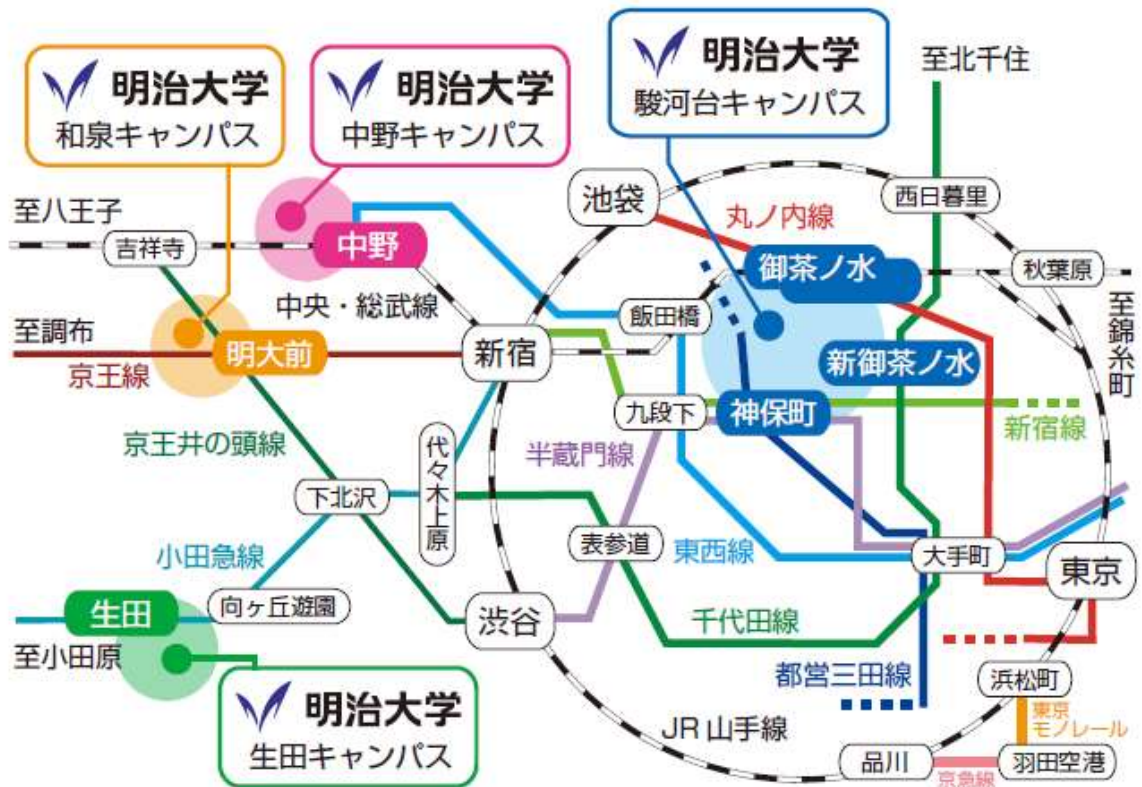 明治大学
和泉キャンパス
明治大学
中野キャンパス
明治大学
駿河台キャンパス
至北千住
池袋
西日暮里
至八王子
丸ノ内線
吉祥寺
中野
御茶ノ水
秋葉原
中央・総武線
飯田橋
至錦糸町
至調布
明大前
新宿
新御茶ノ水
京王線
九段下
神保町
新宿線
京王井の頭線
代々木上原
半蔵門線
下北沢
小田急線
表参道
東西線
大手町
東京
生田
向ヶ丘遊園
渋谷
千代田線
至小田原
都営三田線
浜松町
明治大学
生田キャンパス
JR 山手線
東京
モノレール
品川
京急線
羽田空港